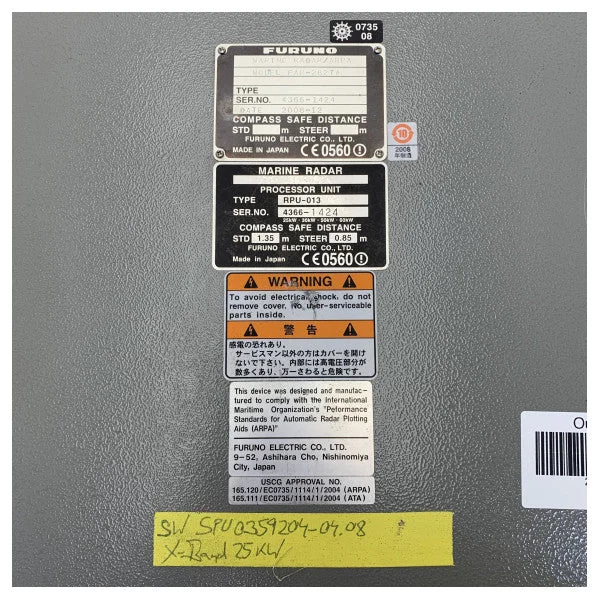 0735
08
FURUNO
MARINE RADAR/ARPA
MODEL FAR-2827W
TYPE
SER.NO. 4366-1424
DATE 2008-12
COMPASS SAFE DISTANCE
STD m STEER m
FURUNO ELECTRIC CO., LTD.
MADE IN JAPAN CE0560!
10
2008
年制造
MARINE RADAR
PROCESSOR UNIT
TYPE RPU-013
SER.NO. 4366-1424
25kW·30kW·50kW·60kW
COMPASS SAFE DISTANCE
STD 1.35 m STEER 0.85 m
FURUNO ELECTRIC CO., LTD.
Made in Japan CE0560!
WARNING
To avoid electrical shock, do not
remove cover. No user-serviceable
parts inside.
警告
感電の恐れあり。
サービスマン以外の方はカバーを開け
ないで下さい。内部には高電圧部分が
数多くあり、万一さわると危険です。
This device was designed and manufac-
tured to comply with the International
Maritime Organization's "Peformance
Standards for Automatic Radar Plotting
Aids (ARPA)
FURUNO ELECTRIC CO., LTD.
9-52, Ashihara Cho, Nishinomiya
City, Japan
USCG APPROVAL NO.
165.120/EC0735/1114/1/2004 (ARPA)
165.111/EC0735/1114/1/2004 (ATA)
SW SPU0359204-04.08
X-Band 25KW